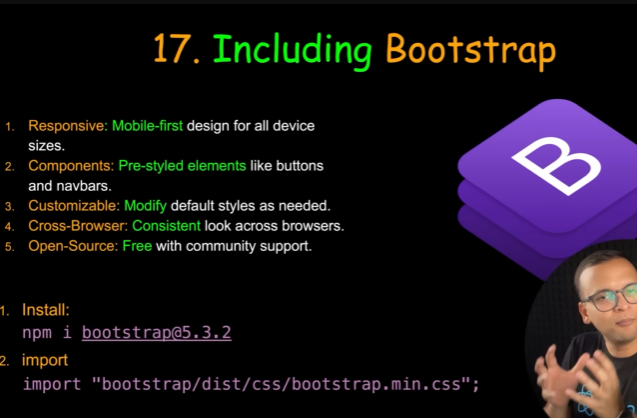 17. Including Bootstrap
B
1. Responsive: Mobile-first design for all device
sizes.
2. Components: Pre-styled elements like buttons
and navbars.
3. Customizable: Modify default styles as needed.
4. Cross-Browser: Consistent look across browsers.
5. Open-Source: Free with community support.
1. Install:
npm i bootstrap@5.3.2
2. import
import "bootstrap/dist/css/bootstrap.min.css";